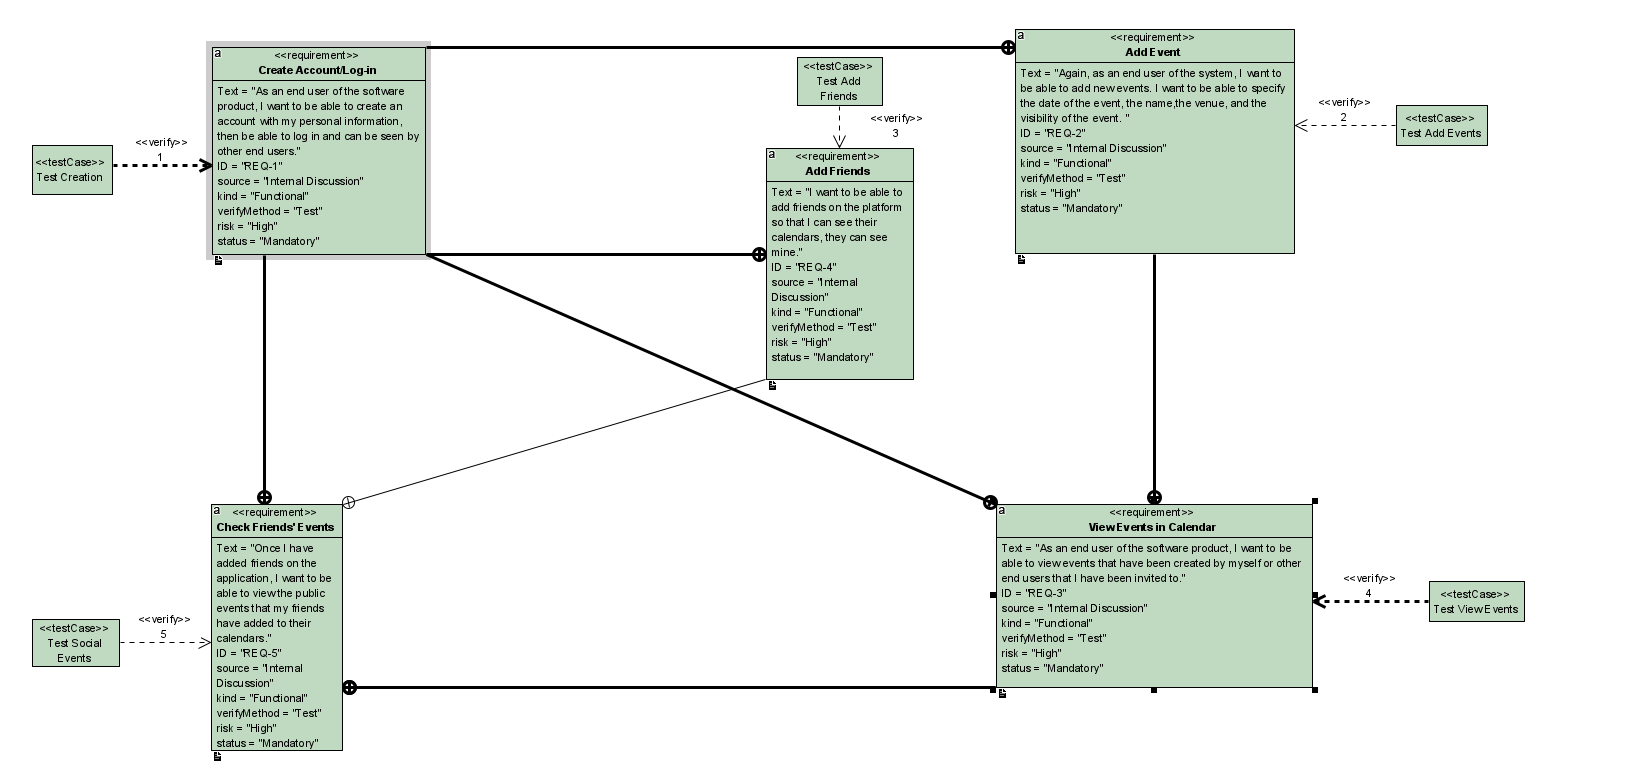 a
<<requirement>>
Create Account/Log-in
Text = "As an end user of the software
product, I want to be able to create an
account with my personal information,
then be able to log in and can be seen by
other end users."
ID = "REQ-1"
source = "Internal Discussion"
kind = "Functional"
verifyMethod = "Test"
risk = "High"
status = "Mandatory"
<<testCase>>
Test Creation
<<verify>>
1
<<testCase>>
Test Add
Friends
<<verify>>
3
a
<<requirement>>
Add Friends
Text = "I want to be able to
add friends on the platform
so that I can see their
calendars, they can see
mine."
ID = "REQ-4"
source = "Internal
Discussion"
kind = "Functional"
verifyMethod = "Test"
risk = "High"
status = "Mandatory"
a
<<requirement>>
Add Event
Text = "Again, as an end user of the system, I want to
be able to add new events. I want to be able to specify
the date of the event, the name,the venue, and the
visibility of the event. "
ID = "REQ-2"
source = "Internal Discussion"
kind = "Functional"
verifyMethod = "Test"
risk = "High"
status = "Mandatory"
<<verify>>
2
<<testCase>>
Test Add Events
a
<<requirement>>
Check Friends' Events
Text = "Once I have
added friends on the
application, I want to be
able to view the public
events that my friends
have added to their
calendars."
ID = "REQ-5"
source = "Internal
Discussion"
kind = "Functional"
verifyMethod = "Test"
risk = "High"
status = "Mandatory"
<<testCase>>
Test Social
Events
<<verify>>
5
a
<<requirement>>
View Events in Calendar
Text = "As an end user of the software product, I want to be
able to view events that have been created by myself or other
end users that I have been invited to."
ID = "REQ-3"
source = "Internal Discussion"
kind = "Functional"
verifyMethod = "Test"
risk = "High"
status = "Mandatory"
<<verify>>
4
<<testCase>>
Test View Events